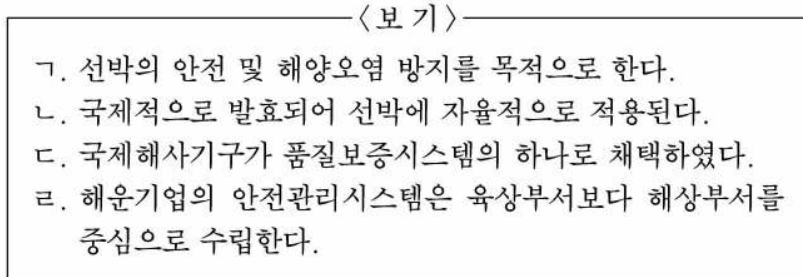 〈보 기〉
ㄱ. 선박의 안전 및 해양오염 방지를 목적으로 한다.
ㄴ. 국제적으로 발효되어 선박에 자율적으로 적용된다.
ㄷ. 국제해사기구가 품질보증시스템의 하나로 채택하였다.
ㄹ. 해운기업의 안전관리시스템은 육상부서보다 해상부서를
중심으로 수립한다.